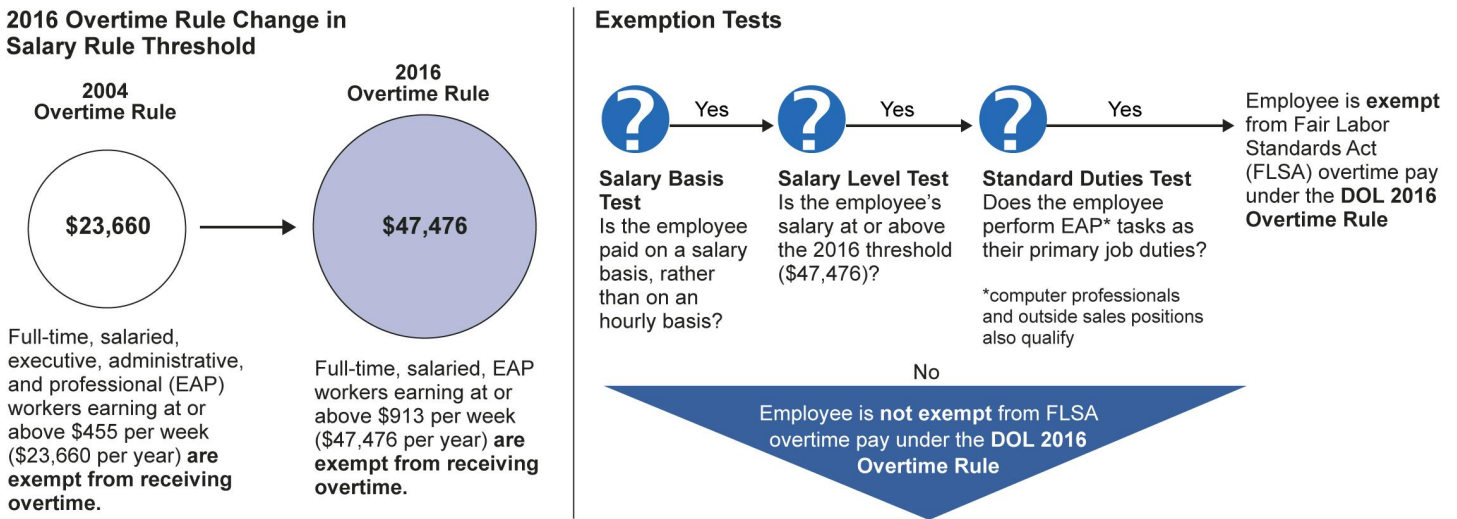 2016 Overtime Rule Change in
Salary Rule Threshold
2004
Overtime Rule
$23,660
Full-time, salaried,
executive, administrative,
and professional (EAP)
workers earning at or
above $455 per week
($23,660 per year) are
exempt from receiving
overtime.
2016
Overtime Rule
$47,476
Full-time, salaried, EAP
workers earning at or
above $913 per week
($47,476 per year) are
exempt from receiving
overtime.
Exemption Tests
?
Yes
?
Yes
?
Yes
Salary Basis
Test
Is the employee
paid on a salary
basis, rather
than on an
hourly basis?
Salary Level Test
Is the employee’s
salary at or above
the 2016 threshold
($47,476)?
Standard Duties Test
Does the employee
perform EAP* tasks as
their primary job duties?
*computer professionals
and outside sales positions
also qualify
Employee is exempt
from Fair Labor
Standards Act
(FLSA) overtime pay
under the DOL 2016
Overtime Rule
No
Employee is not exempt from FLSA
overtime pay under the DOL 2016
Overtime Rule